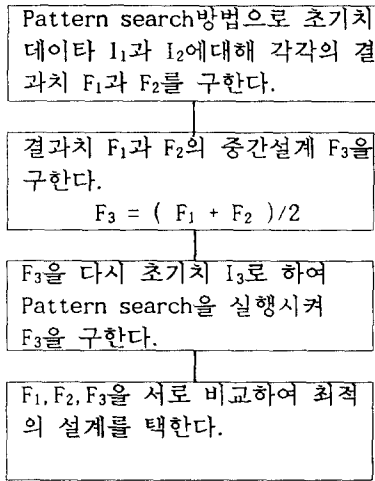 Pattern search방법으로 초기치
데이타 I₁과 I₂에대해 각각의 결
과치 F₁과 F₂를 구한다.
결과치 F₁과 F₂의 중간설계 F₃을
구한다.
F₃ = ( F₁ + F₂ )/2
F₃을 다시 초기치 I₃로 하여
Pattern search을 실행시켜
F₃을 구한다.
F₁,F₂,F₃을 서로 비교하여 최적
의 설계를 택한다.